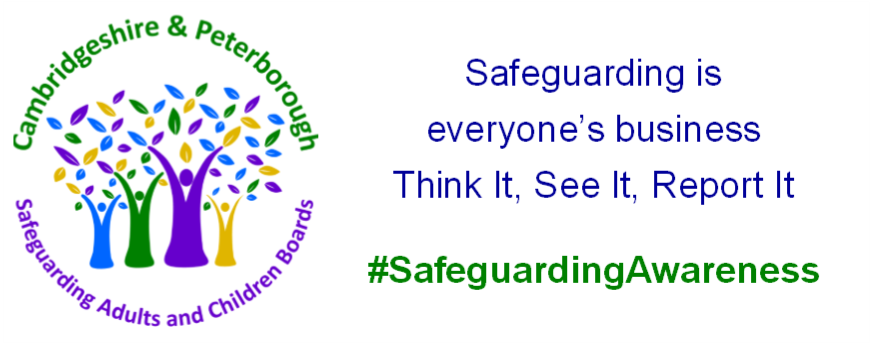 Cambridgeshire & Peterborough
Safeguarding Adults and Children Boards
Safeguarding is
everyone’s business
Think It, See It, Report It
#SafeguardingAwareness